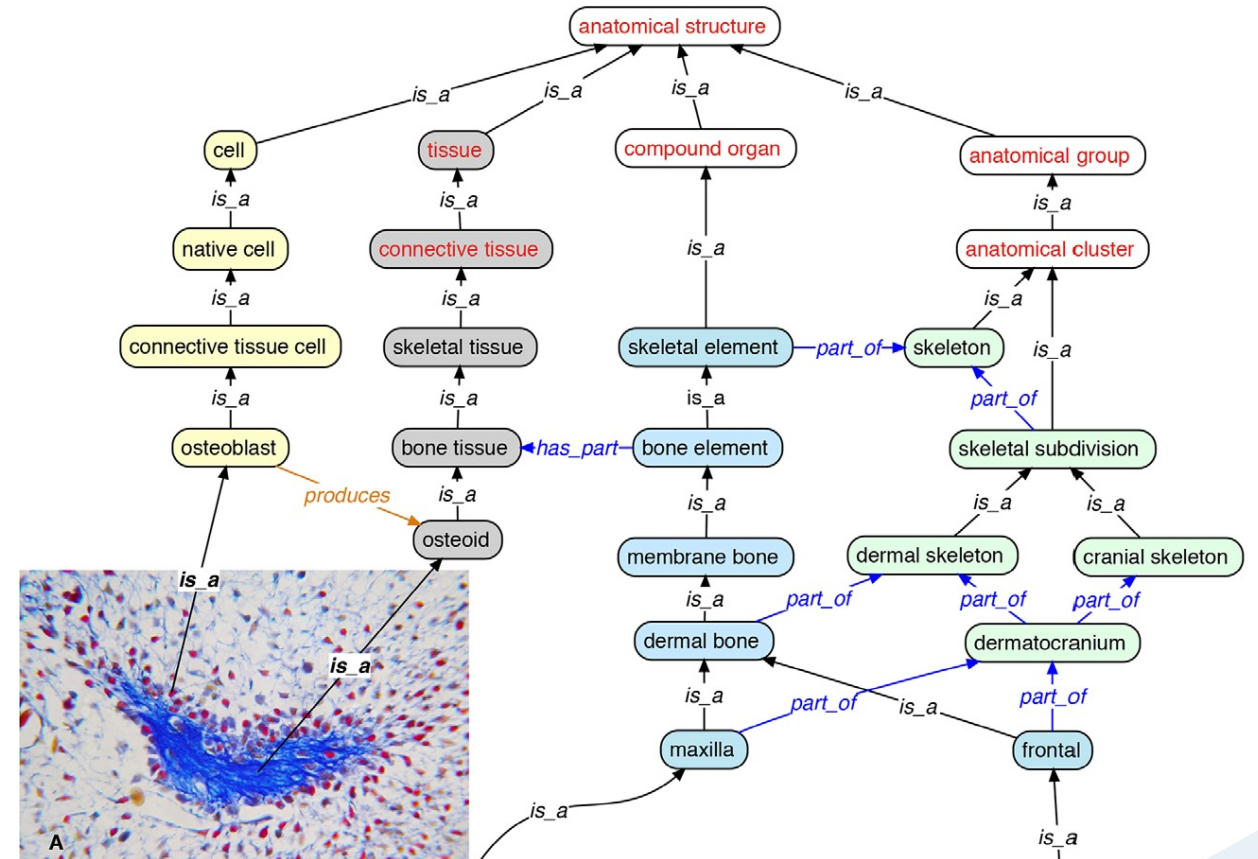 anatomical structure
is_a
is_a
is_a
is_a
cell
tissue
compound organ
anatomical group
is_a
is_a
is_a
native cell
connective tissue
is_a
anatomical cluster
is_a
is_a
is_a
connective tissue cell
skeletal tissue
skeletal element
part_of
skeleton
is_a
is_a
is_a
is_a
part_of
osteoblast
bone tissue
has_part
bone element
skeletal subdivision
produces
is_a
is_a
is_a
is_a
osteoid
membrane bone
dermal skeleton
cranial skeleton
is_a
is_a
part_of
part_of
part_of
dermal bone
dermatocranium
is_a
is_a
part_of
is_a
part_of
maxilla
frontal
is_a
is_a
A